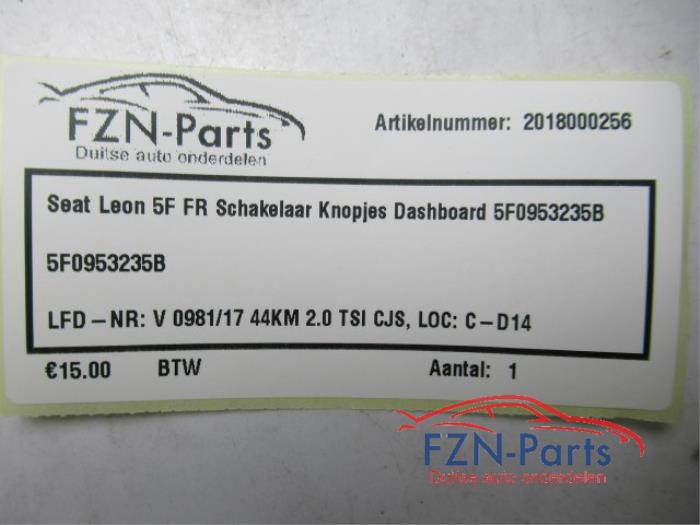 FZN-Parts
Duitse auto onderdelen
Artikelnummer: 2018000256
Seat Leon 5F FR Schakelaar Knopjes Dashboard 5F0953235B
5F0953235B
LFD-NR: V 0981/17 44KM 2.0 TSI CJS, LOC: C-D14
€15.00 BTW Aantal: 1
FZN-Parts
Duitse auto onderdelen